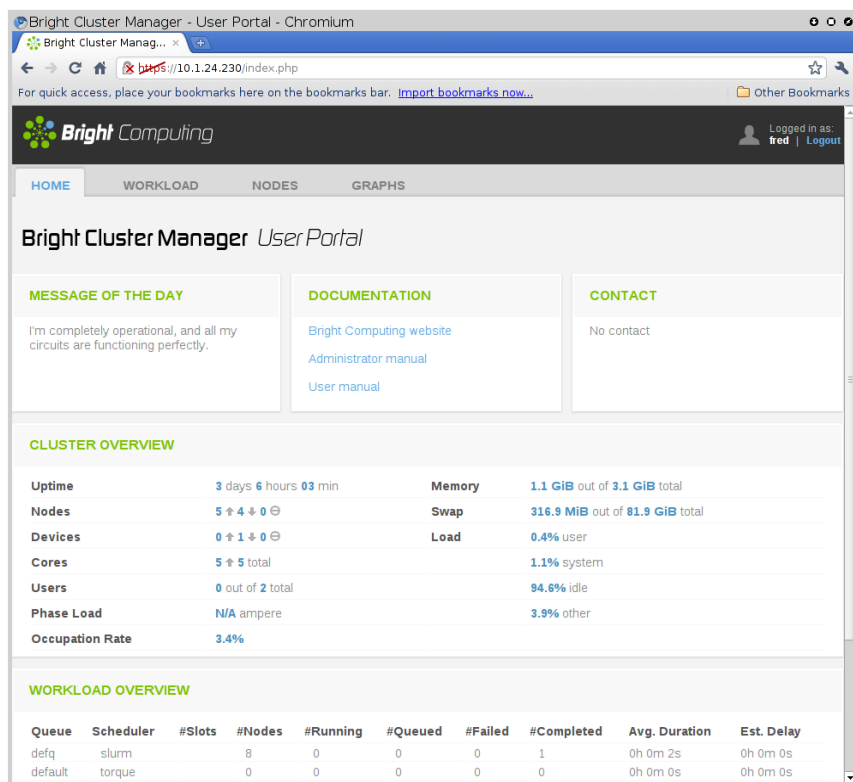 Bright Cluster Manager - User Portal - Chromium
Bright Cluster Manag... ×
https://10.1.24.230/index.php
For quick access, place your bookmarks here on the bookmarks bar. Import bookmarks now... Other Bookmarks
Bright Computing
Logged in as:
fred | Logout
HOME WORKLOAD NODES GRAPHS
Bright Cluster Manager User Portal
MESSAGE OF THE DAY DOCUMENTATION CONTACT
I'm completely operational, and all my Bright Computing website No contact
circuits are functioning perfectly.
Administrator manual
User manual
CLUSTER OVERVIEW
Uptime 3 days 6 hours 03 min Memory 1.1 GiB out of 3.1 GiB total
Nodes 5 ↑ 4 ↓ 0 ⊖ Swap 316.9 MiB out of 81.9 GiB total
Devices 0 ↑ 1 ↓ 0 ⊖ Load 0.4% user
Cores 5 ↑ 5 total 1.1% system
Users 0 out of 2 total 94.6% idle
Phase Load N/A ampere 3.9% other
Occupation Rate 3.4%
WORKLOAD OVERVIEW
Queue Scheduler #Slots #Nodes #Running #Queued #Failed #Completed Avg. Duration Est. Delay
defq slurm 8 0 0 0 1 0h 0m 2s 0h 0m 0s
default torque 0 0 0 0 0 0h 0m 0s 0h 0m 0s